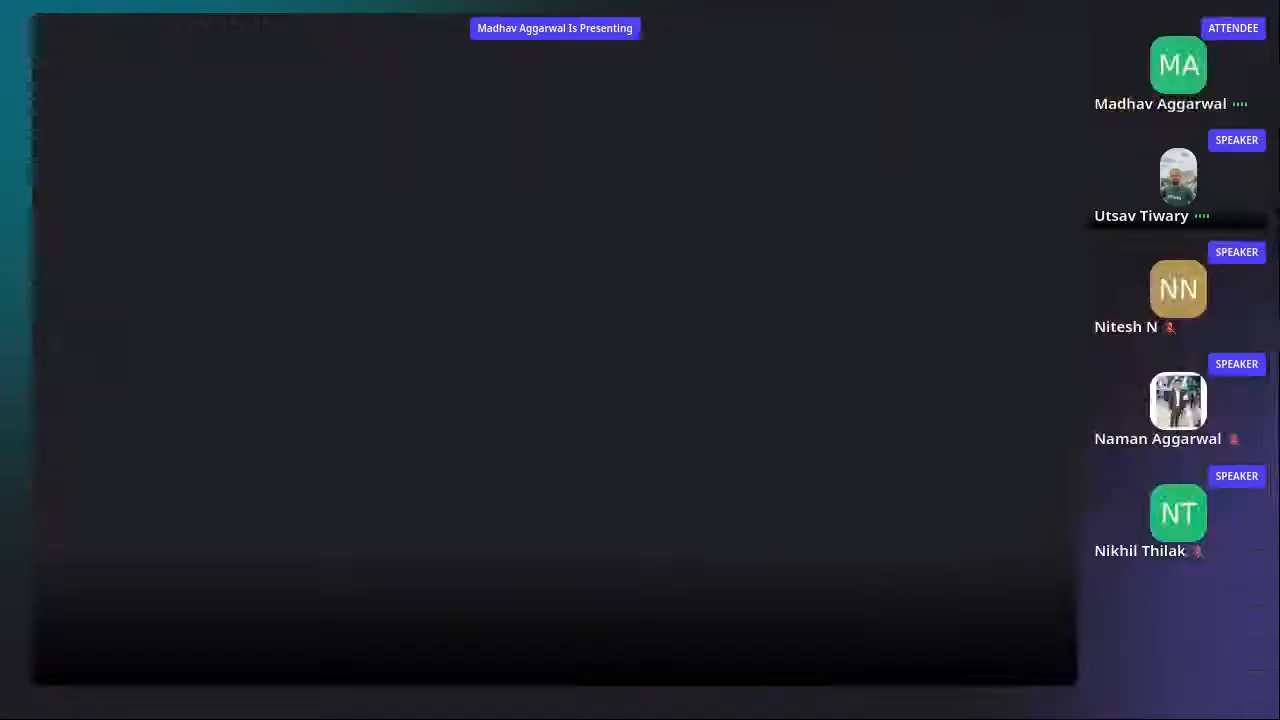 Madhav Aggarwal Is Presenting
ATTENDEE
MA
Madhav Aggarwal
SPEAKER
Utsav Tiwary
SPEAKER
NN
Nitesh N
SPEAKER
Naman Aggarwal
SPEAKER
NT
Nikhil Thilak